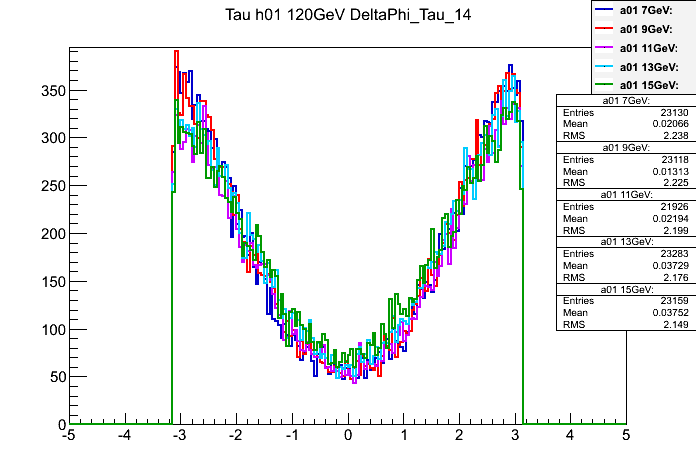 Tau h01 120GeV DeltaPhi_Tau_14
a01 7GeV:
a01 9GeV:
a01 11GeV:
a01 13GeV:
a01 15GeV:
a01 7GeV:
Entries 23130
Mean 0.02066
RMS 2.238
a01 9GeV:
Entries 23118
Mean 0.01313
RMS 2.225
a01 11GeV:
Entries 21926
Mean 0.02194
RMS 2.199
a01 13GeV:
Entries 23283
Mean 0.03729
RMS 2.176
a01 15GeV:
Entries 23159
Mean 0.03752
RMS 2.149
350
300
250
200
150
100
50
0
-5 -4 -3 -2 -1 0 1 2 3 4 5